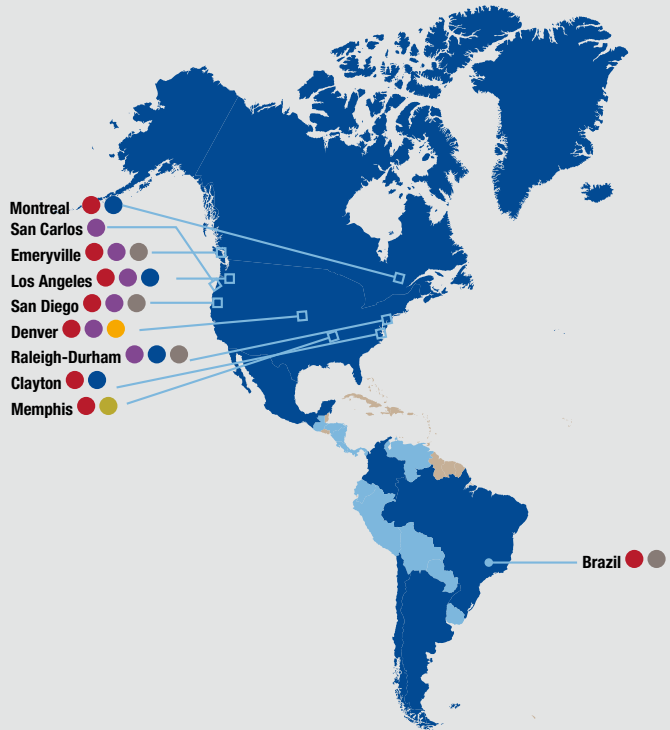 Montreal
San Carlos
Emeryville
Los Angeles
San Diego
Denver
Raleigh-Durham
Clayton
Memphis
Brazil